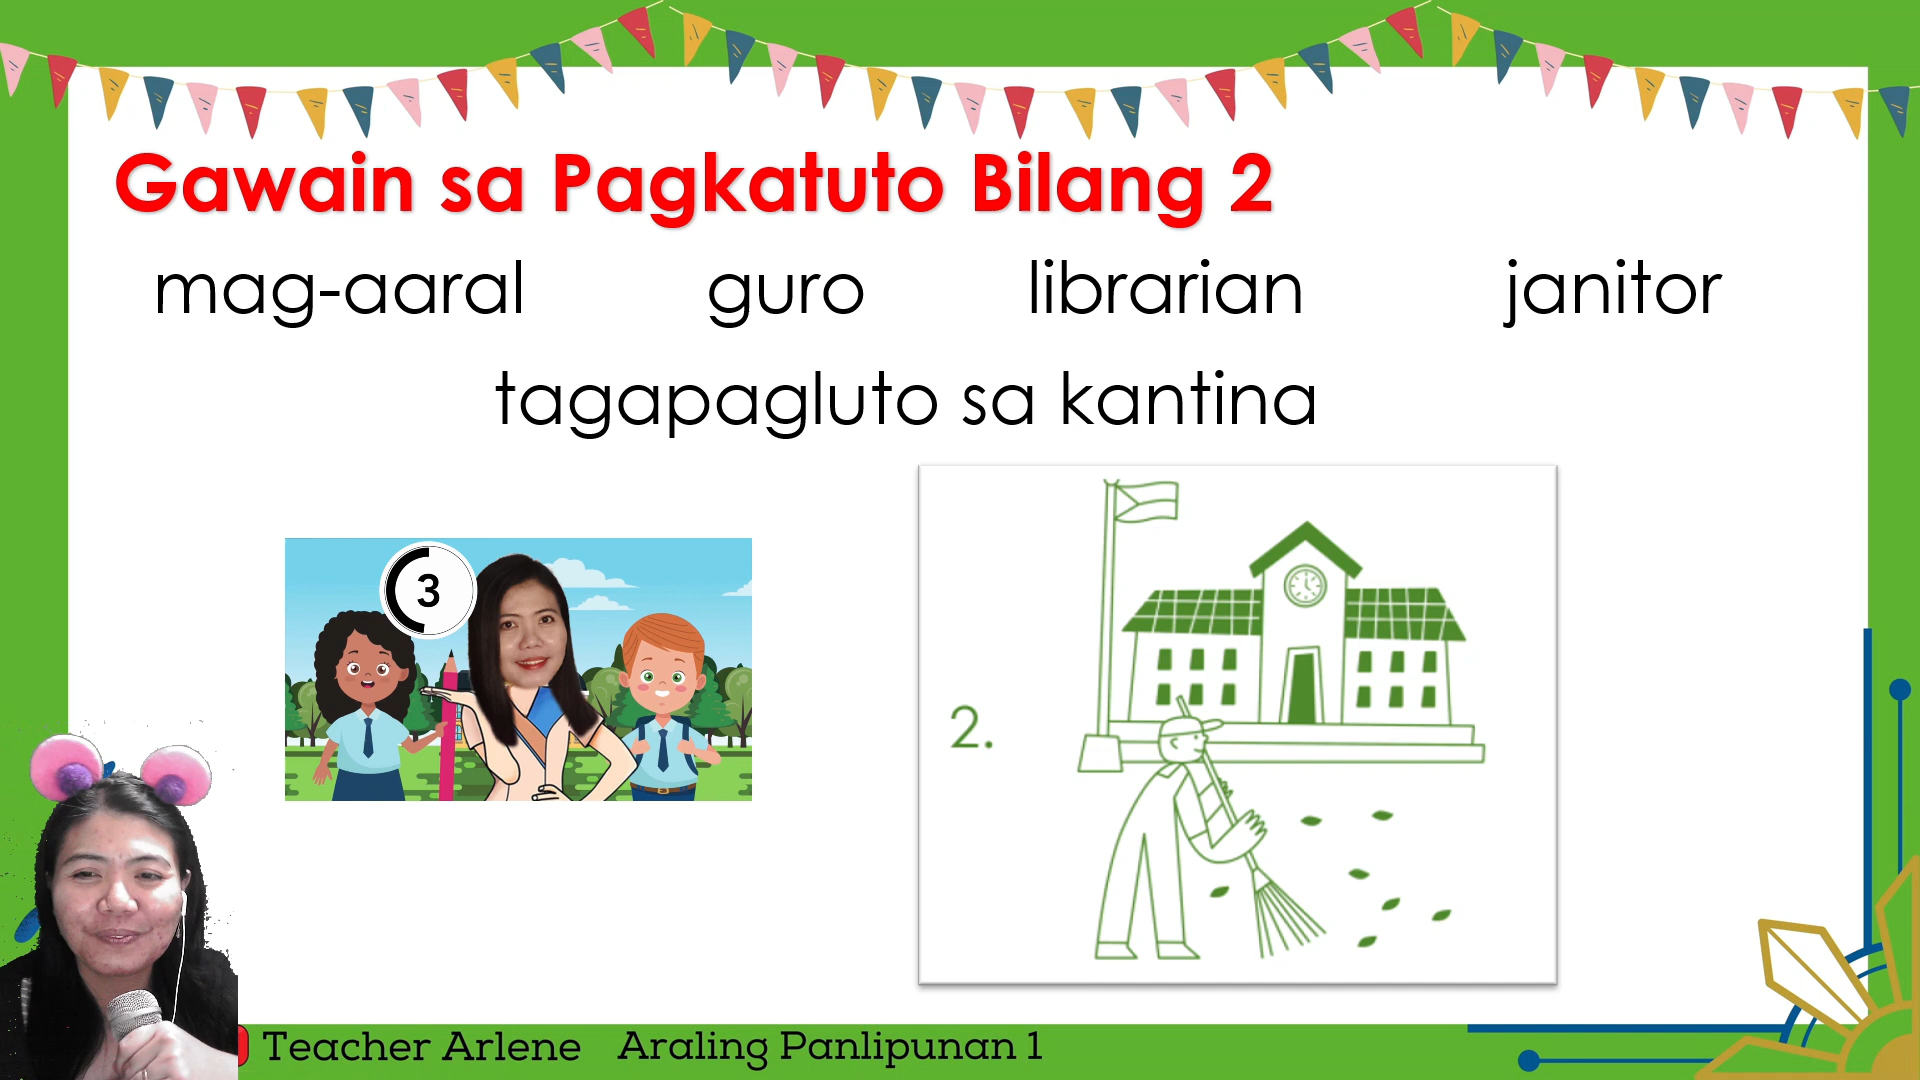 Gawain sa Pagkatuto Bilang 2
mag-aaral guro librarian janitor
tagapagluto sa kantina
3
2.
Teacher Arlene Araling Panlipunan 1